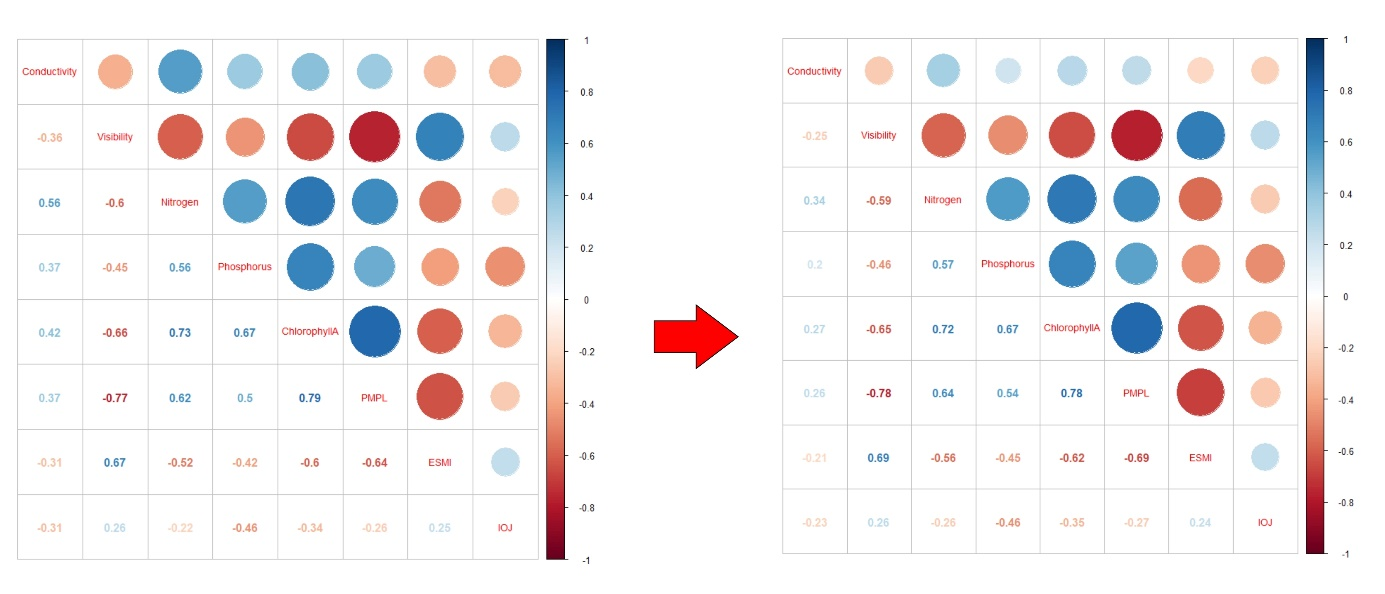 Conductivity
-0.36 Visibility
0.56 -0.6 Nitrogen
0.37 -0.45 0.56 Phosphorus
0.42 -0.66 0.73 0.67 ChlorophyllA
0.37 -0.77 0.62 0.5 0.79 PMPL
-0.31 0.67 -0.52 -0.42 -0.6 -0.64 ESMI
-0.31 0.26 -0.22 -0.46 -0.34 -0.26 0.25 IOJ
1
0.8
0.6
0.4
0.2
0
-0.2
-0.4
-0.6
-0.8
-1
Conductivity
-0.25 Visibility
0.34 -0.59 Nitrogen
0.2 -0.46 0.57 Phosphorus
0.27 -0.65 0.72 0.67 ChlorophyllA
0.26 -0.78 0.64 0.54 0.78 PMPL
-0.21 0.69 -0.56 -0.45 -0.62 -0.69 ESMI
-0.23 0.26 -0.26 -0.46 -0.35 -0.27 0.24 IOJ
1
0.8
0.6
0.4
0.2
0
-0.2
-0.4
-0.6
-0.8
-1